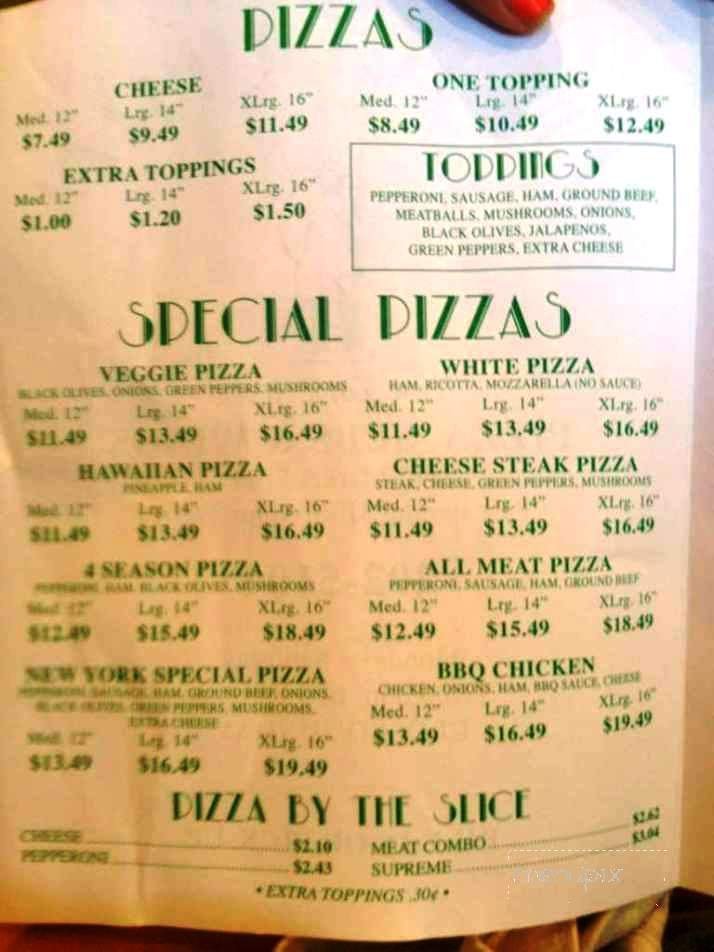 PIZZAS
CHEESE
Med. 12" Lrg. 14" XLrg. 16"
$7.49 $9.49 $11.49
ONE TOPPING
Med. 12" Lrg. 14" XLrg. 16"
$8.49 $10.49 $12.49
EXTRA TOPPINGS
Med. 12" Lrg. 14" XLrg. 16"
$1.00 $1.20 $1.50
TOPPINGS
PEPPERONI, SAUSAGE, HAM, GROUND BEEF,
MEATBALLS, MUSHROOMS, ONIONS,
BLACK OLIVES, JALAPENOS,
GREEN PEPPERS, EXTRA CHEESE
SPECIAL PIZZAS
VEGGIE PIZZA
BLACK OLIVES, ONIONS, GREEN PEPPERS, MUSHROOMS
Med. 12" Lrg. 14" XLrg. 16"
$11.49 $13.49 $16.49
WHITE PIZZA
HAM, RICOTTA, MOZZARELLA (NO SAUCE)
Med. 12" Lrg. 14" XLrg. 16"
$11.49 $13.49 $16.49
HAWAIIAN PIZZA
PINEAPPLE, HAM
Med. 12" Lrg. 14" XLrg. 16"
$11.49 $13.49 $16.49
CHEESE STEAK PIZZA
STEAK, CHEESE, GREEN PEPPERS, MUSHROOMS
Med. 12" Lrg. 14" XLrg. 16"
$11.49 $13.49 $16.49
4 SEASON PIZZA
PEPPERONI, HAM, BLACK OLIVES, MUSHROOMS
Med. 12" Lrg. 14" XLrg. 16"
$12.49 $15.49 $18.49
ALL MEAT PIZZA
PEPPERONI, SAUSAGE, HAM, GROUND BEEF
Med. 12" Lrg. 14" XLrg. 16"
$12.49 $15.49 $18.49
NEW YORK SPECIAL PIZZA
PEPPERONI, SAUSAGE, HAM, GROUND BEEF, ONIONS,
BLACK OLIVES, GREEN PEPPERS, MUSHROOMS,
EXTRA CHEESE
Med. 12" Lrg. 14" XLrg. 16"
$13.49 $16.49 $19.49
BBQ CHICKEN
CHICKEN, ONIONS, HAM, BBQ SAUCE, CHEESE
Med. 12" Lrg. 14" XLrg. 16"
$13.49 $16.49 $19.49
PIZZA BY THE SLICE
CHEESE $2.10
PEPPERONI $2.43
MEAT COMBO $2.62
SUPREME $3.04
• EXTRA TOPPINGS .30¢ •
menupix